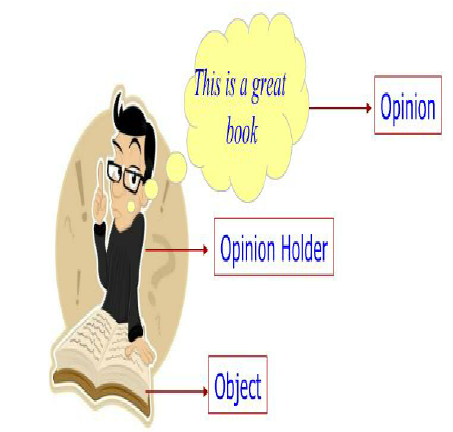 This is a great
book
Opinion
Opinion Holder
Object